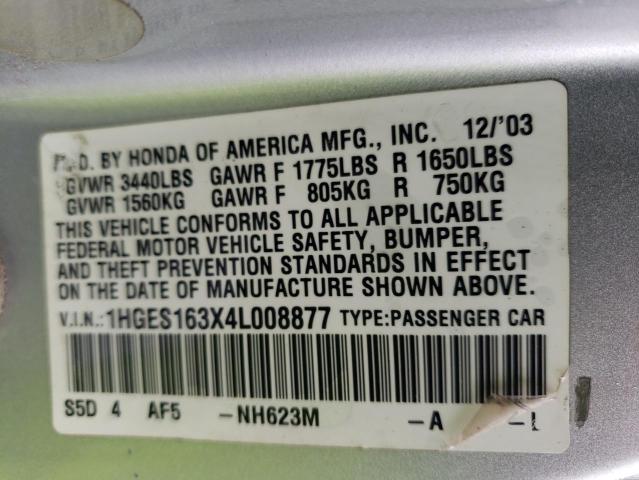 BY HONDA OF AMERICA MFG., INC. 12/'03
GVWR 3440LBS GAWR F 1775LBS R 1650LBS
GVWR 1560KG GAWR F 805KG R 750KG
THIS VEHICLE CONFORMS TO ALL APPLICABLE
FEDERAL MOTOR VEHICLE SAFETY, BUMPER,
AND THEFT PREVENTION STANDARDS IN EFFECT
ON THE DATE OF MANUFACTURE SHOWN ABOVE.
V.I.N.:1HGES163X4L008877 TYPE:PASSENGER CAR
S5D 4 AF5 -NH623M -A